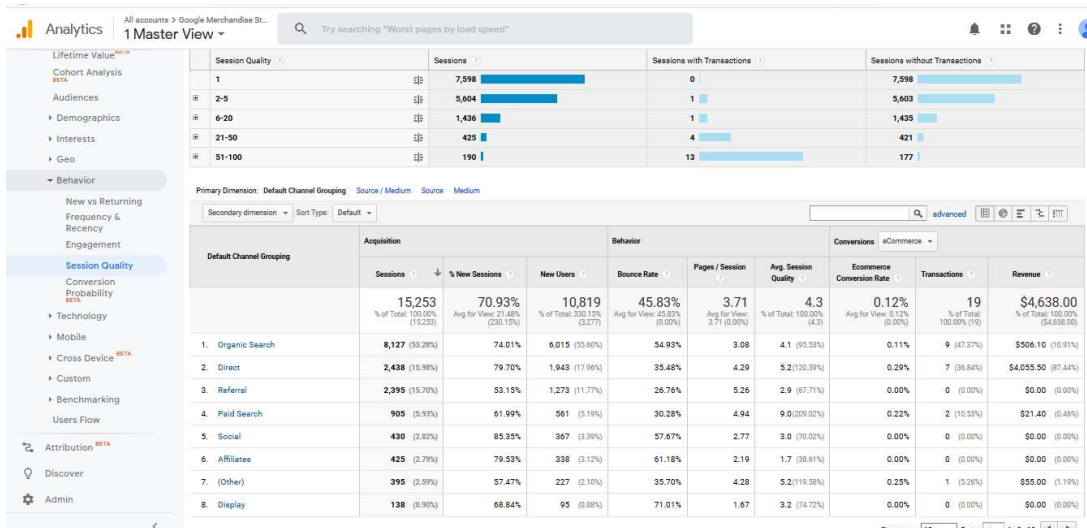 Analytics
All accounts > Google Merchandise St...
1 Master View
Try searching "Worst pages by load speed"
Lifetime Value BETA
Cohort Analysis
BETA
Audiences
Demographics
Interests
Geo
Behavior
New vs Returning
Frequency &
Recency
Engagement
Session Quality
Conversion
Probability
BETA
Technology
Mobile
Cross Device BETA
Custom
Benchmarking
Users Flow
Attribution BETA
Discover
Admin
Session Quality Sessions Sessions with Transactions Sessions without Transactions
1 7,598 0 7,598
2-5 5,604 1 5,603
6-20 1,436 1 1,435
21-50 425 4 421
51-100 190 13 177
Primary Dimension: Default Channel Grouping Source / Medium Source Medium
Secondary dimension Sort Type: Default advanced
Default Channel Grouping
Acquisition Behavior Conversions eCommerce
Sessions % New Sessions New Users Bounce Rate Pages / Session Avg. Session Quality Ecommerce Conversion Rate Transactions Revenue
15,253 70.93% 10,819 45.83% 3.71 4.3 0.12% 19 $4,638.00
% of Total: 100.00% (15,253) Avg for View: 21.48% (230.15%) % of Total: 330.15% (3,277) Avg for View: 45.83% (0.00%) Avg for View: 3.71 (0.00%) % of Total: 100.00% (4.3) Avg for View: 0.12% (0.00%) % of Total: 100.00% (19) % of Total: 100.00% ($4,638.00)
1. Organic Search 8,127 (53.28%) 74.01% 6,015 (55.60%) 54.93% 3.08 4.1 (95.53%) 0.11% 9 (47.37%) $506.10 (10.91%)
2. Direct 2,438 (15.98%) 79.70% 1,943 (17.96%) 35.48% 4.29 5.2(120.39%) 0.29% 7 (36.84%) $4,055.50 (87.44%)
3. Referral 2,395 (15.70%) 53.15% 1,273 (11.77%) 26.76% 5.26 2.9 (67.71%) 0.00% 0 (0.00%) $0.00 (0.00%)
4. Paid Search 905 (5.93%) 61.99% 561 (5.19%) 30.28% 4.94 9.0(209.02%) 0.22% 2 (10.53%) $21.40 (0.46%)
5. Social 430 (2.82%) 85.35% 367 (3.39%) 57.67% 2.77 3.0 (70.02%) 0.00% 0 (0.00%) $0.00 (0.00%)
6. Affiliates 425 (2.79%) 79.53% 338 (3.12%) 61.18% 2.19 1.7 (38.61%) 0.00% 0 (0.00%) $0.00 (0.00%)
7. (Other) 395 (2.59%) 57.47% 227 (2.10%) 35.70% 4.28 5.2(119.58%) 0.25% 1 (5.26%) $55.00 (1.19%)
8. Display 138 (0.90%) 68.84% 95 (0.88%) 71.01% 1.67 3.2 (74.72%) 0.00% 0 (0.00%) $0.00 (0.00%)